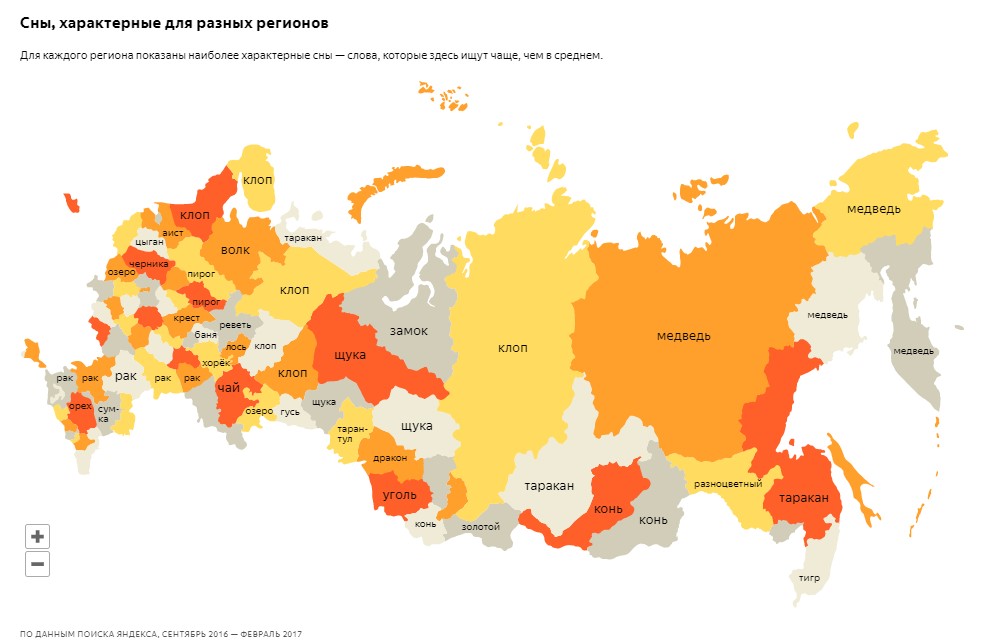 Сны, характерные для разных регионов
Для каждого региона показаны наиболее характерные сны — слова, которые здесь ищут чаще, чем в среднем.
клоп
клоп
медведь
аист
цыган
таракан
волк
черника
озеро
пирог
клоп
пирог
крест
медведь
реветь
замок
баня
медведь
лось
клоп
клоп
хорёк
щука
медведь
рак
рак
рак
рак
рак
чай
клоп
орех
сум-
ка
озеро
гусь
щука
щука
таран-
тул
дракон
разноцветный
таракан
уголь
таракан
конь
конь
конь
золотой
тигр
+
−
ПО ДАННЫМ ПОИСКА ЯНДЕКСА, СЕНТЯБРЬ 2016 — ФЕВРАЛЬ 2017